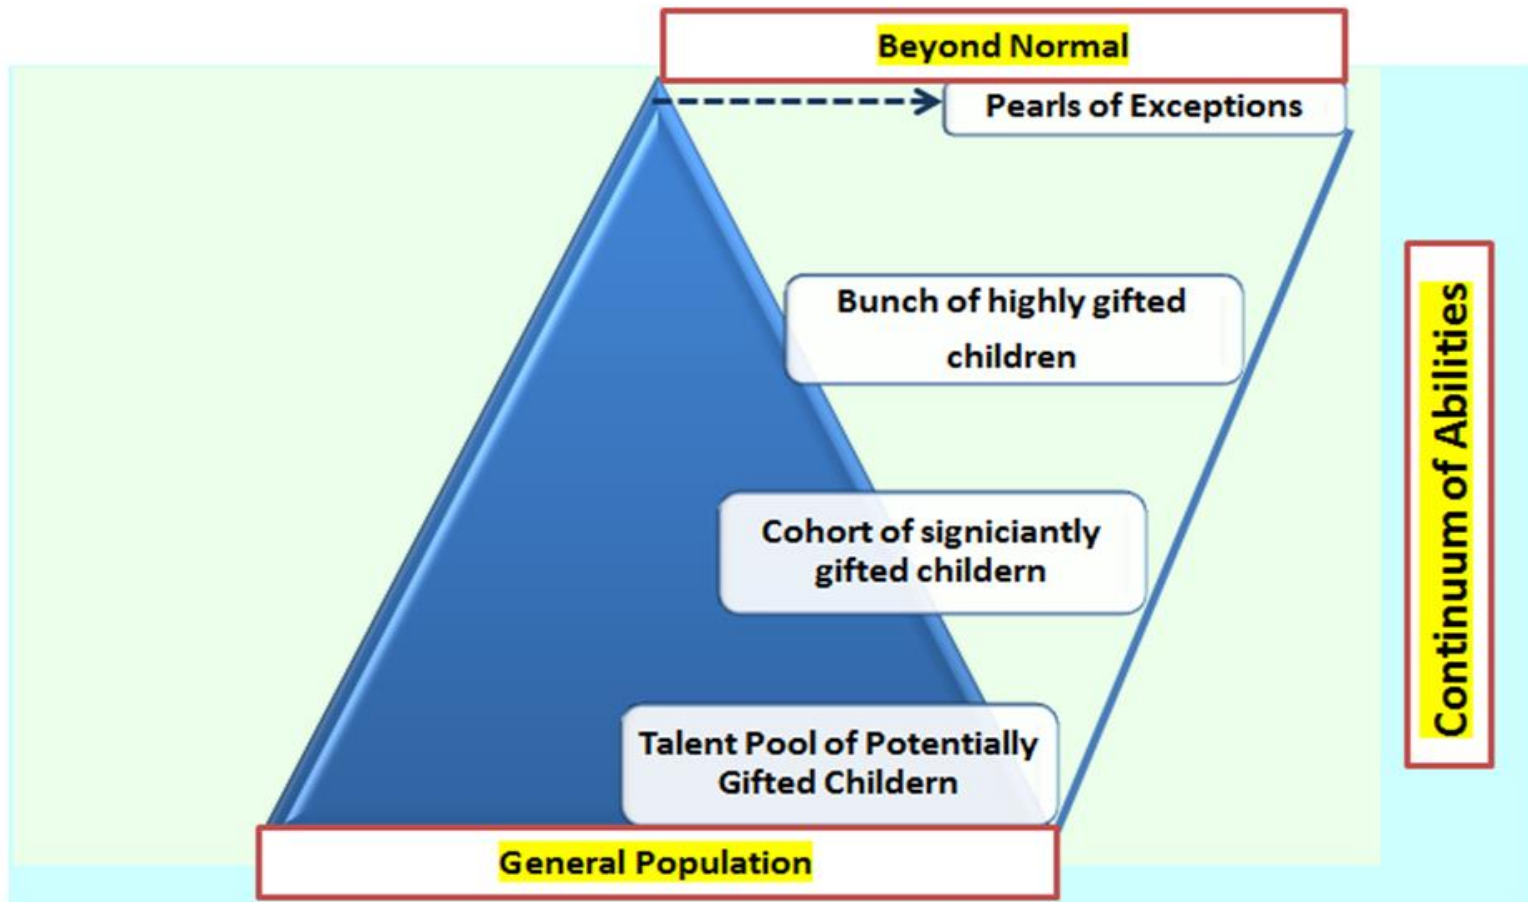 Beyond Normal
Pearls of Exceptions
Bunch of highly gifted
children
Cohort of signiciantly
gifted childern
Talent Pool of Potentially
Gifted Childern
General Population
Continuum of Abilities